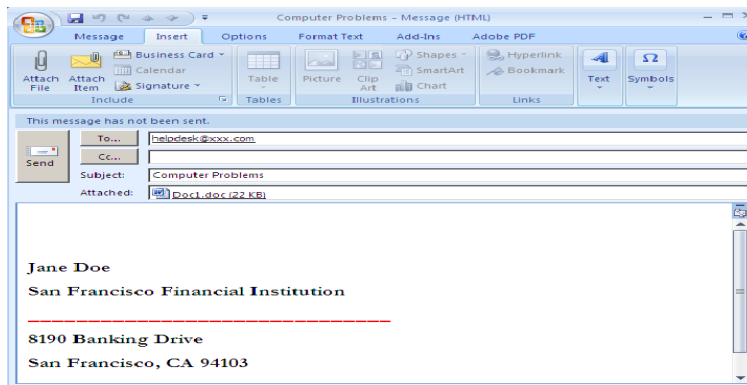 Computer Problems - Message (HTML)
Message Insert Options Format Text Add-Ins Adobe PDF
Business Card
Calendar
Signature
Attach File
Attach Item
Table
Picture
Clip Art
Shapes
SmartArt
Chart
Hyperlink
Bookmark
Text
Symbols
Include Tables Illustrations Links
This message has not been sent.
Send
To... helpdesk@xxx.com
Cc...
Subject: Computer Problems
Attached: Doc1.doc (22 KB)
Jane Doe
San Francisco Financial Institution
8190 Banking Drive
San Francisco, CA 94103